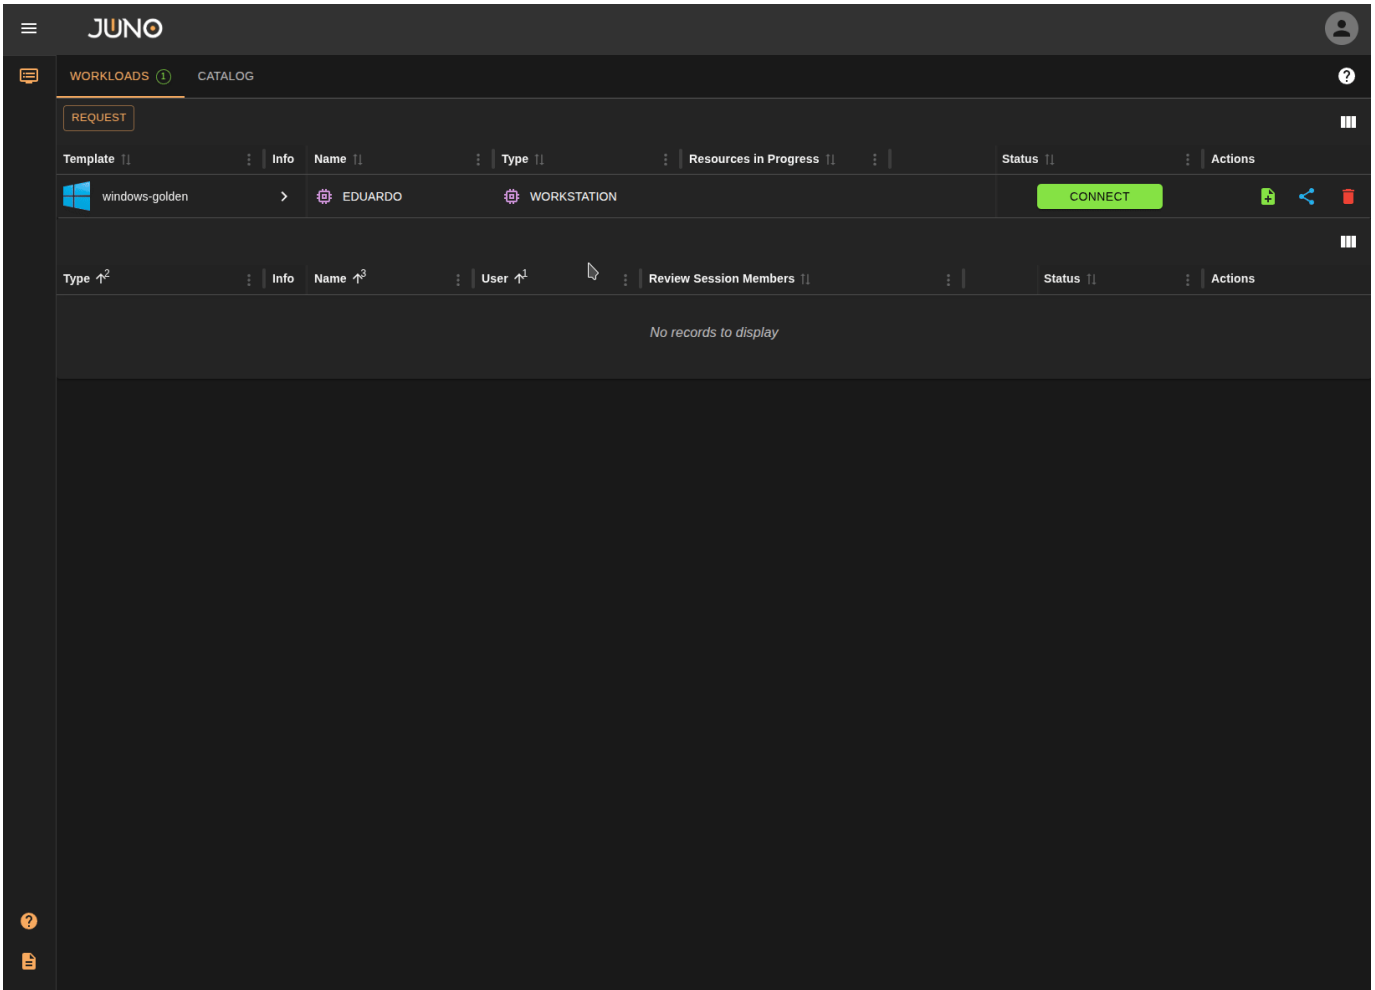 JUNO
WORKLOADS 1 CATALOG
REQUEST
Template Info Name Type Resources in Progress Status Actions
windows-golden EDUARDO WORKSTATION CONNECT
Type 2 Info Name 3 User 1 Review Session Members Status Actions
No records to display